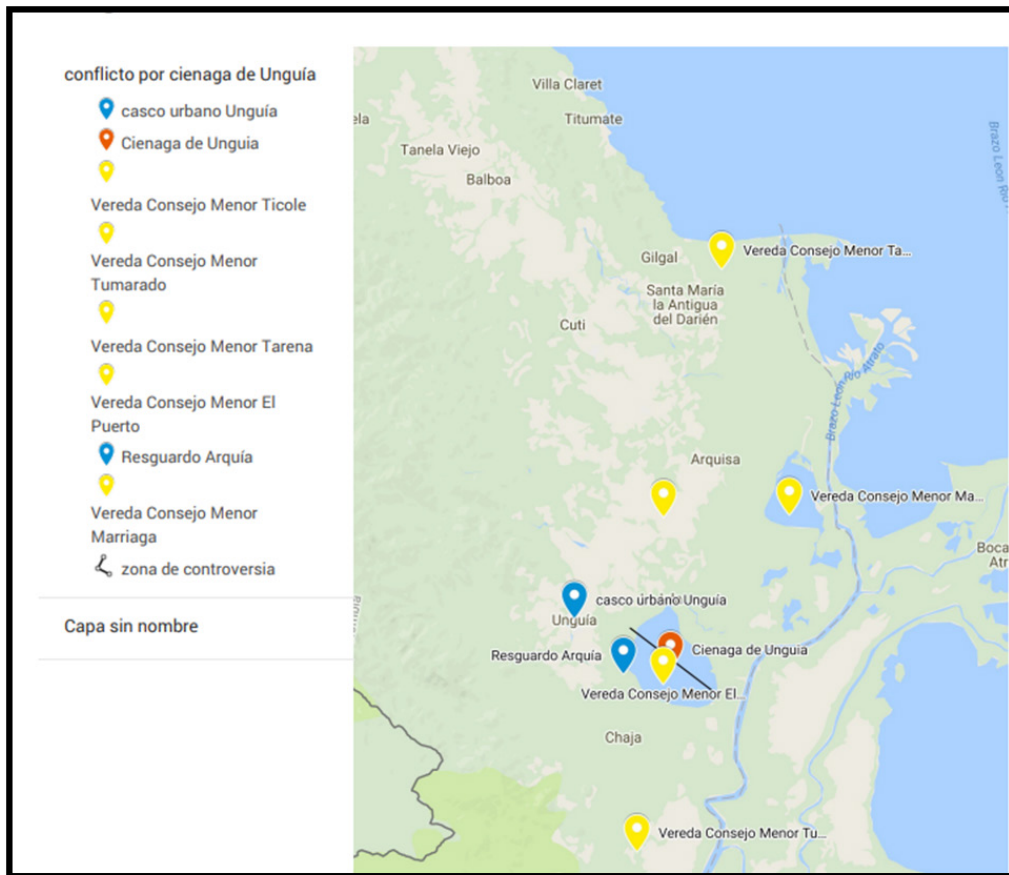 conflicto por cienaga de Unguía
casco urbano Unguía
Cienaga de Unguia
Vereda Consejo Menor Ticole
Vereda Consejo Menor
Tumarado
Vereda Consejo Menor Tarena
Vereda Consejo Menor El
Puerto
Resguardo Arquía
Vereda Consejo Menor
Marriaga
zona de controversia
Capa sin nombre
Villa Claret
ela
Titumate
Tanela Viejo
Balboa
Gilgal
Vereda Consejo Menor Ta...
Santa María
la Antigua
del Darién
Cuti
Brazo Leon Rio Atrato
Arquisa
Vereda Consejo Menor Ma...
Boca
Atr
casco urbano Unguía
Unguía
Resguardo Arquía
Cienaga de Unguia
Vereda Consejo Menor El...
Chaja
Vereda Consejo Menor Tu...